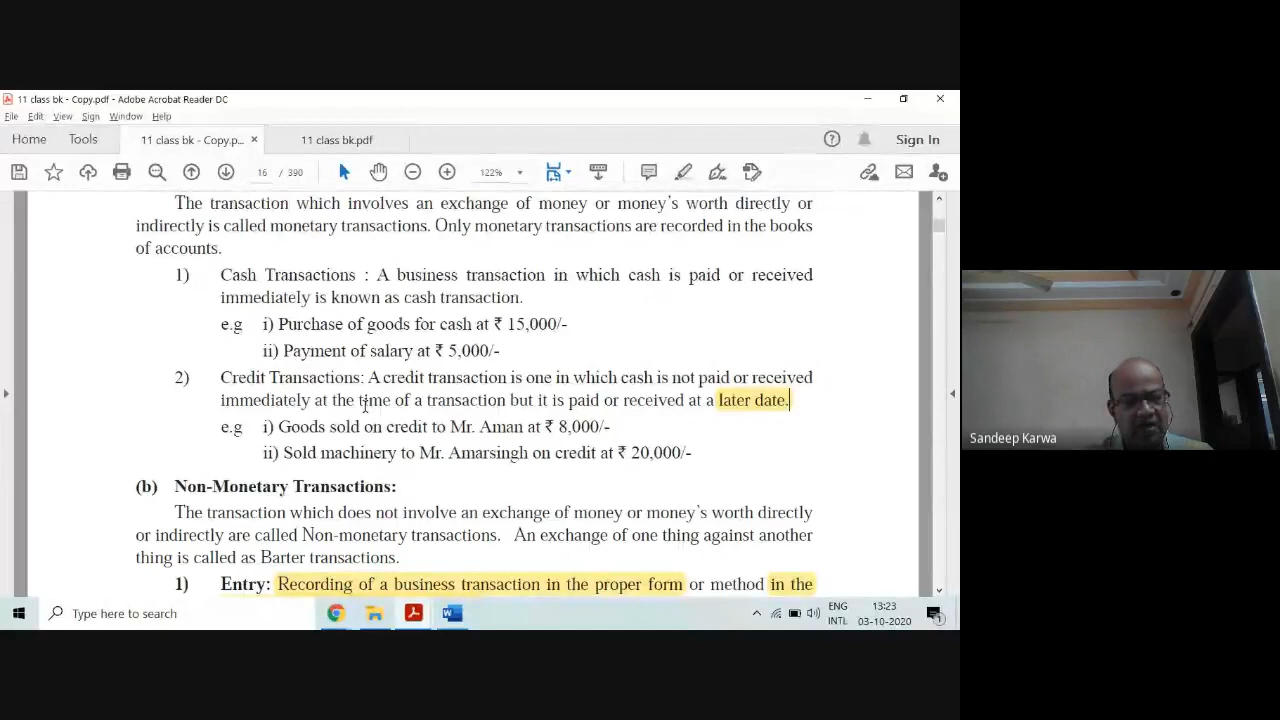 11 class bk - Copy.pdf - Adobe Acrobat Reader DC
File Edit View Sign Window Help
Home Tools 11 class bk - Copy.p... 11 class bk.pdf Sign In
16 / 390 122%
The transaction which involves an exchange of money or money's worth directly or
indirectly is called monetary transactions. Only monetary transactions are recorded in the books
of accounts.
1) Cash Transactions : A business transaction in which cash is paid or received
immediately is known as cash transaction.
e.g i) Purchase of goods for cash at ₹ 15,000/-
ii) Payment of salary at ₹ 5,000/-
2) Credit Transactions: A credit transaction is one in which cash is not paid or received
immediately at the time of a transaction but it is paid or received at a later date.
e.g i) Goods sold on credit to Mr. Aman at ₹ 8,000/-
ii) Sold machinery to Mr. Amarsingh on credit at ₹ 20,000/-
(b) Non-Monetary Transactions:
The transaction which does not involve an exchange of money or money's worth directly
or indirectly are called Non-monetary transactions. An exchange of one thing against another
thing is called as Barter transactions.
1) Entry: Recording of a business transaction in the proper form or method in the
Type here to search
ENG
INTL
13:23
03-10-2020
Sandeep Karwa